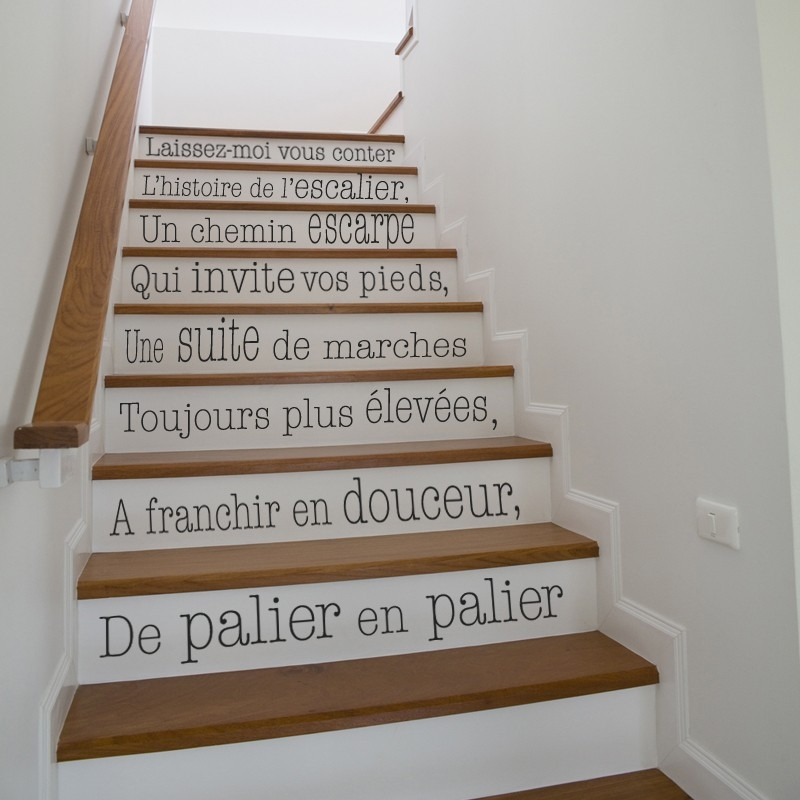 Laissez-moi vous conter
L'histoire de l'escalier,
Un chemin escarpe
Qui invite vos pieds,
Une suite de marches
Toujours plus élevées,
A franchir en douceur,
De palier en palier